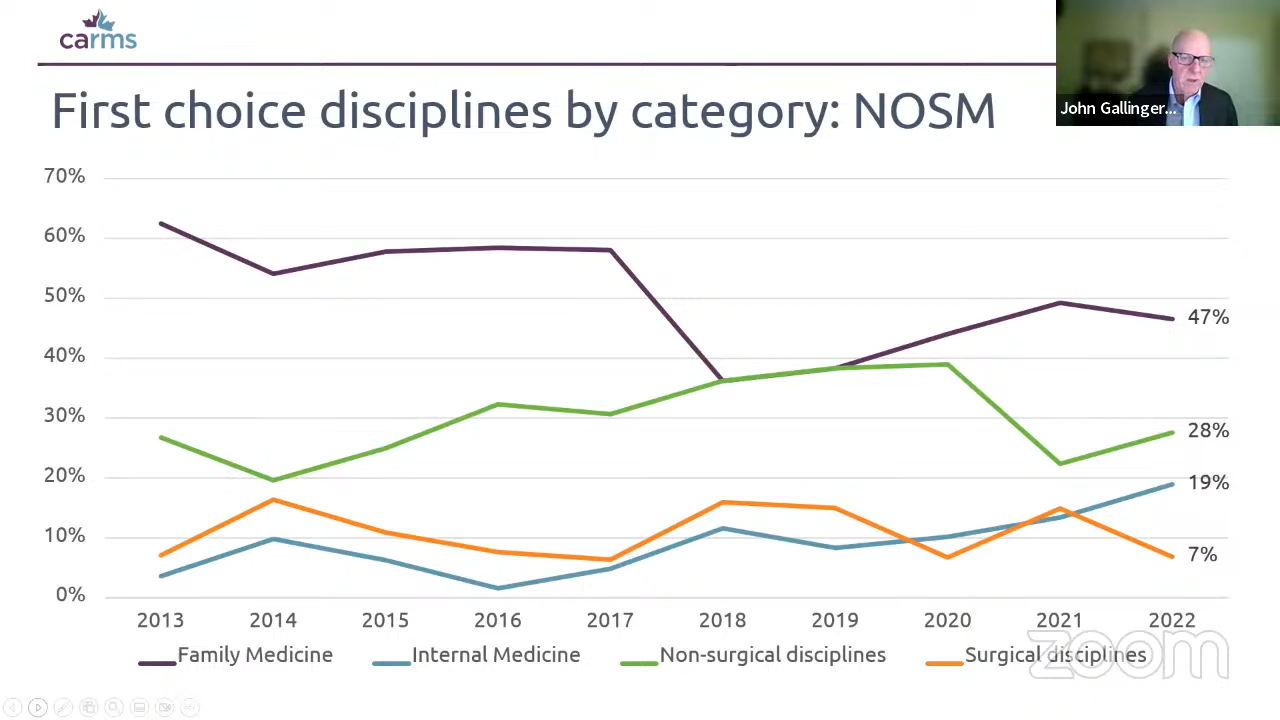 carms
John Gallinger...
First choice disciplines by category: NOSM
70%
60%
50%
40%
30%
20%
10%
0%
47%
28%
19%
7%
2013 2014 2015 2016 2017 2018 2019 2020 2021 2022
Family Medicine Internal Medicine Non-surgical disciplines Surgical disciplines
zoom